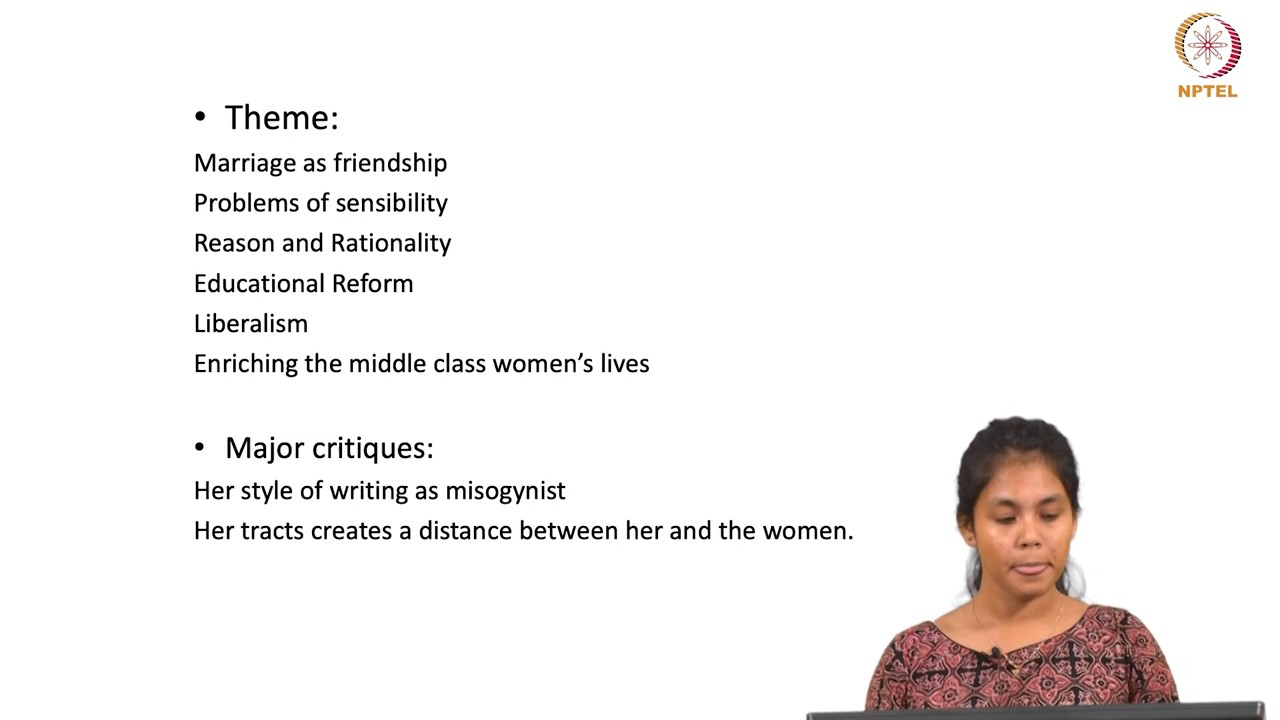 NPTEL
• Theme:
Marriage as friendship
Problems of sensibility
Reason and Rationality
Educational Reform
Liberalism
Enriching the middle class women’s lives
• Major critiques:
Her style of writing as misogynist
Her tracts creates a distance between her and the women.